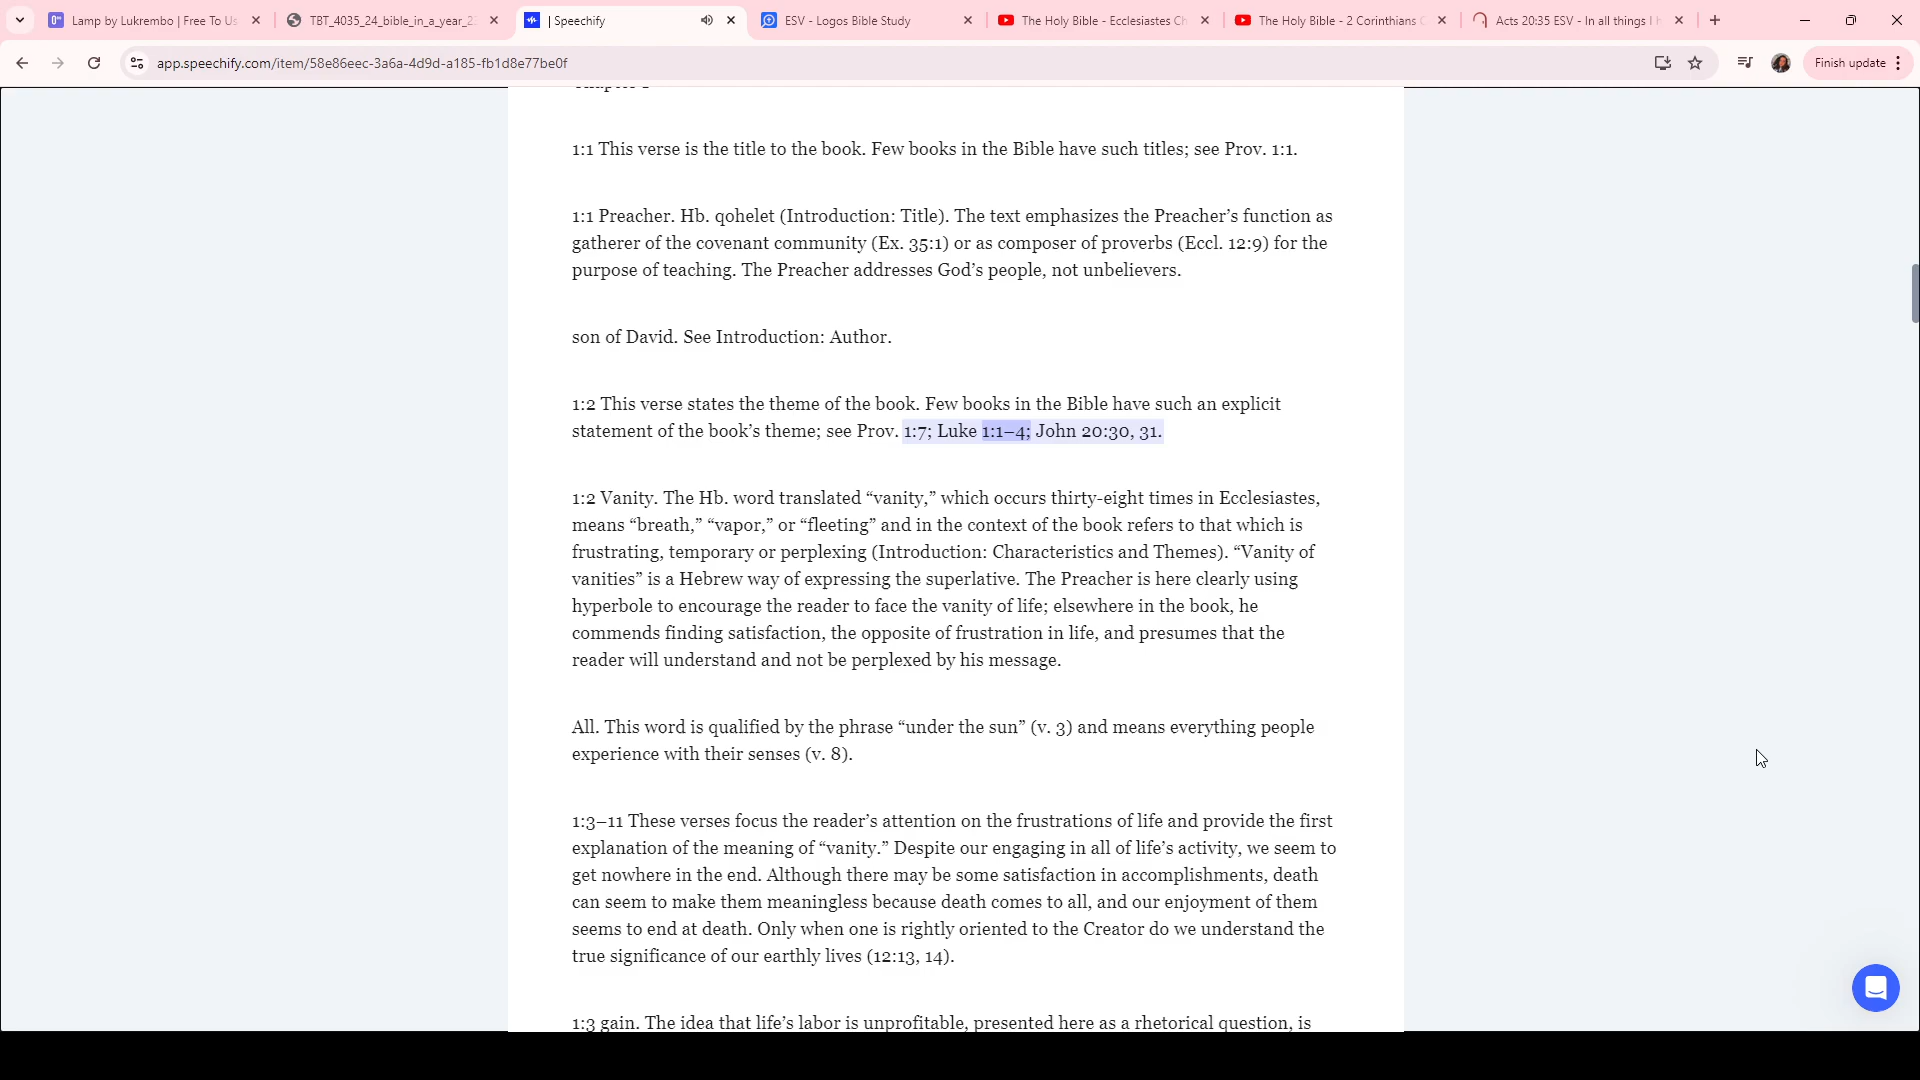 Lamp by Lukrembo | Free To Us
TBT_4035_24_bible_in_a_year_2
| Speechify
ESV - Logos Bible Study
The Holy Bible - Ecclesiastes Ch
The Holy Bible - 2 Corinthians C
Acts 20:35 ESV - In all things I h
app.speechify.com/item/58e86eec-3a6a-4d9d-a185-fb1d8e77be0f
Finish update
1:1 This verse is the title to the book. Few books in the Bible have such titles; see Prov. 1:1.
1:1 Preacher. Hb. qohelet (Introduction: Title). The text emphasizes the Preacher’s function as
gatherer of the covenant community (Ex. 35:1) or as composer of proverbs (Eccl. 12:9) for the
purpose of teaching. The Preacher addresses God’s people, not unbelievers.
son of David. See Introduction: Author.
1:2 This verse states the theme of the book. Few books in the Bible have such an explicit
statement of the book’s theme; see Prov. 1:7; Luke 1:1–4; John 20:30, 31.
1:2 Vanity. The Hb. word translated “vanity,” which occurs thirty-eight times in Ecclesiastes,
means “breath,” “vapor,” or “fleeting” and in the context of the book refers to that which is
frustrating, temporary or perplexing (Introduction: Characteristics and Themes). “Vanity of
vanities” is a Hebrew way of expressing the superlative. The Preacher is here clearly using
hyperbole to encourage the reader to face the vanity of life; elsewhere in the book, he
commends finding satisfaction, the opposite of frustration in life, and presumes that the
reader will understand and not be perplexed by his message.
All. This word is qualified by the phrase “under the sun” (v. 3) and means everything people
experience with their senses (v. 8).
1:3–11 These verses focus the reader’s attention on the frustrations of life and provide the first
explanation of the meaning of “vanity.” Despite our engaging in all of life’s activity, we seem to
get nowhere in the end. Although there may be some satisfaction in accomplishments, death
can seem to make them meaningless because death comes to all, and our enjoyment of them
seems to end at death. Only when one is rightly oriented to the Creator do we understand the
true significance of our earthly lives (12:13, 14).
1:3 gain. The idea that life’s labor is unprofitable, presented here as a rhetorical question, is